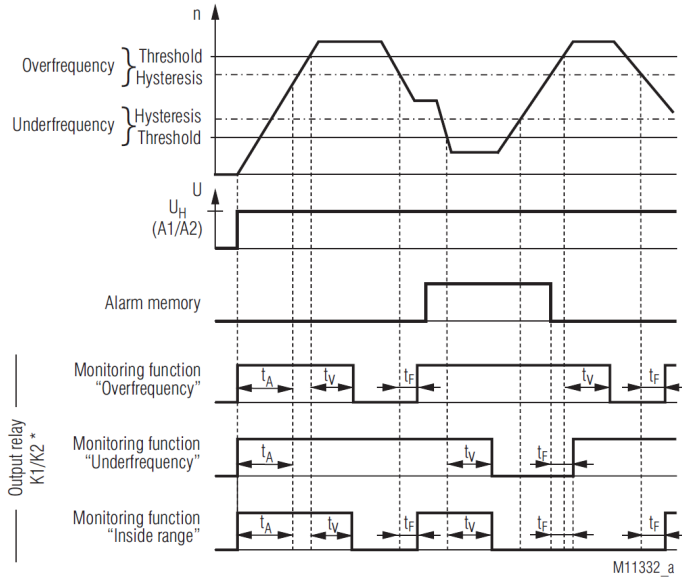 n
Overfrequency
Threshold
Hysteresis
Underfrequency
Hysteresis
Threshold
U
UH
(A1/A2)
Alarm memory
Output relay
K1/K2 *
Monitoring function
“Overfrequency”
tA
tV
tF
tV
tF
Monitoring function
“Underfrequency”
tA
tV
tF
Monitoring function
“Inside range”
tA
tV
tF
tV
tF
tF
M11332_a